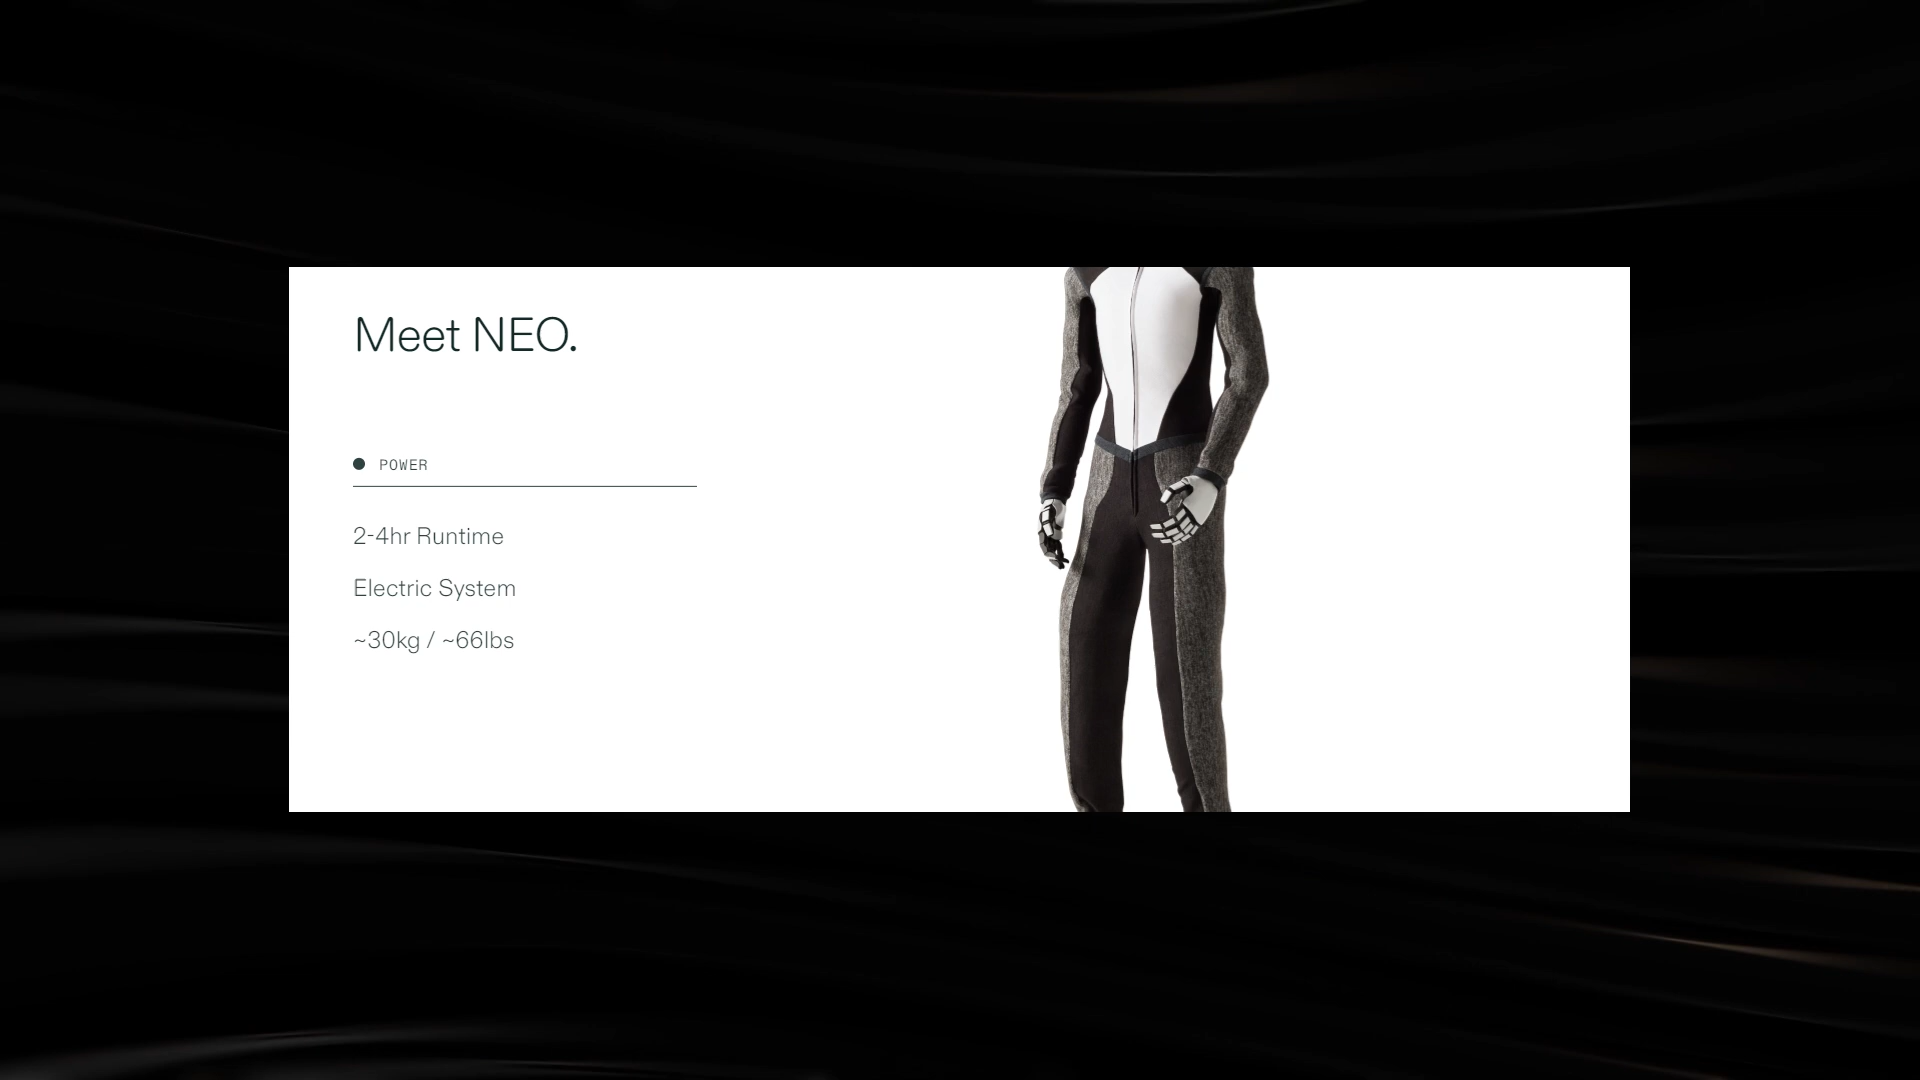 Meet NEO.
POWER
2-4hr Runtime
Electric System
~30kg / ~66lbs